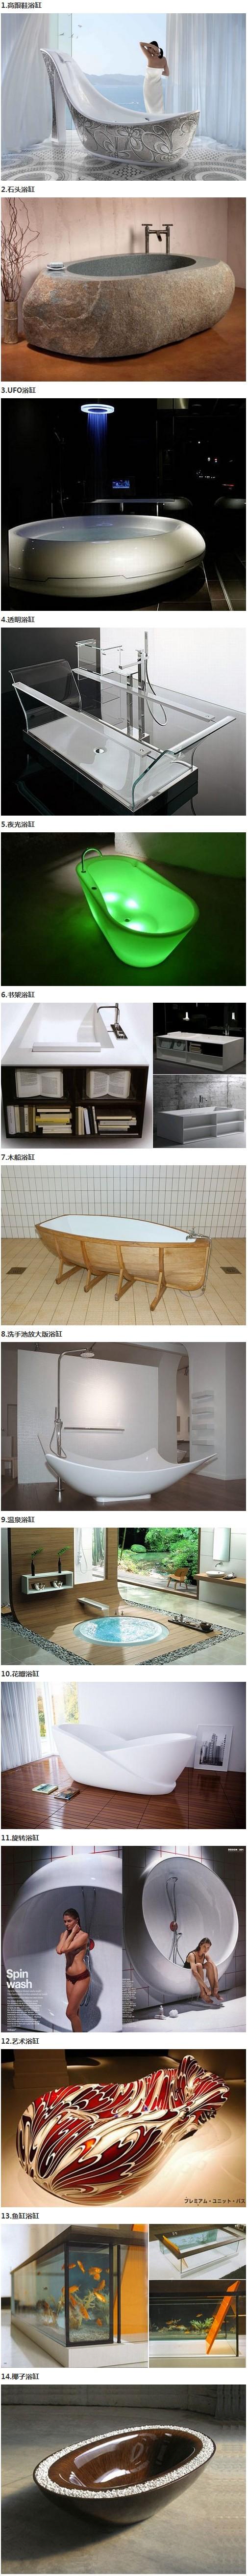 1.高跟鞋浴缸
2.石头浴缸
3.UFO浴缸
4.透明浴缸
5.夜光浴缸
6.书架浴缸
7.木船浴缸
8.洗手池放大版浴缸
9.温泉浴缸
10.花瓣浴缸
11.旋转浴缸
Spin
wash
12.艺术浴缸
プレミアム・ユニット・バス
13.鱼缸浴缸
14.椰子浴缸